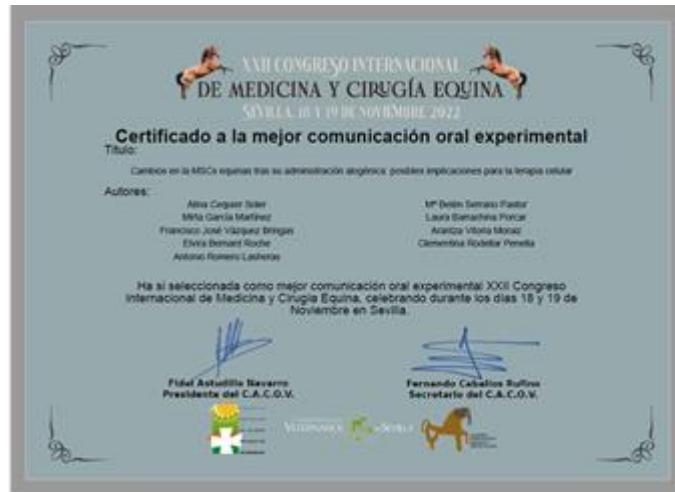 XXII CONGRESO INTERNACIONAL
DE MEDICINA Y CIRUGÍA EQUINA
SEVILLA, 18 Y 19 DE NOVIEMBRE 2022
Certificado a la mejor comunicación oral experimental
Título:
Cambios en la MSCs equinas tras su administración alogénica: posibles implicaciones para la terapia celular
Autores:
Alina Cequier Soler
Mirta García Martínez
Francisco José Vázquez Bringas
Elvira Bernard Roche
Antonio Romero Lasheras
Mª Belén Serrano Pastor
Laura Barrachina Porcar
Arantza Vitoria Moraiz
Clementina Rodellar Penella
Ha si seleccionada como mejor comunicación oral experimental XXII Congreso
Internacional de Medicina y Cirugía Equina, celebrando durante los días 18 y 19 de
Noviembre en Sevilla.
Fidel Astudillo Navarro
Presidente del C.A.C.O.V.
Fernando Caballos Rufino
Secretario del C.A.C.O.V.
VETERINARIOS DE SEVILLA